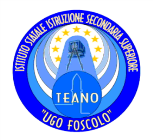 ISTITUTO STATALE ISTRUZIONE SECONDARIA SUPERIORE
TEANO
"UGO FOSCOLO"